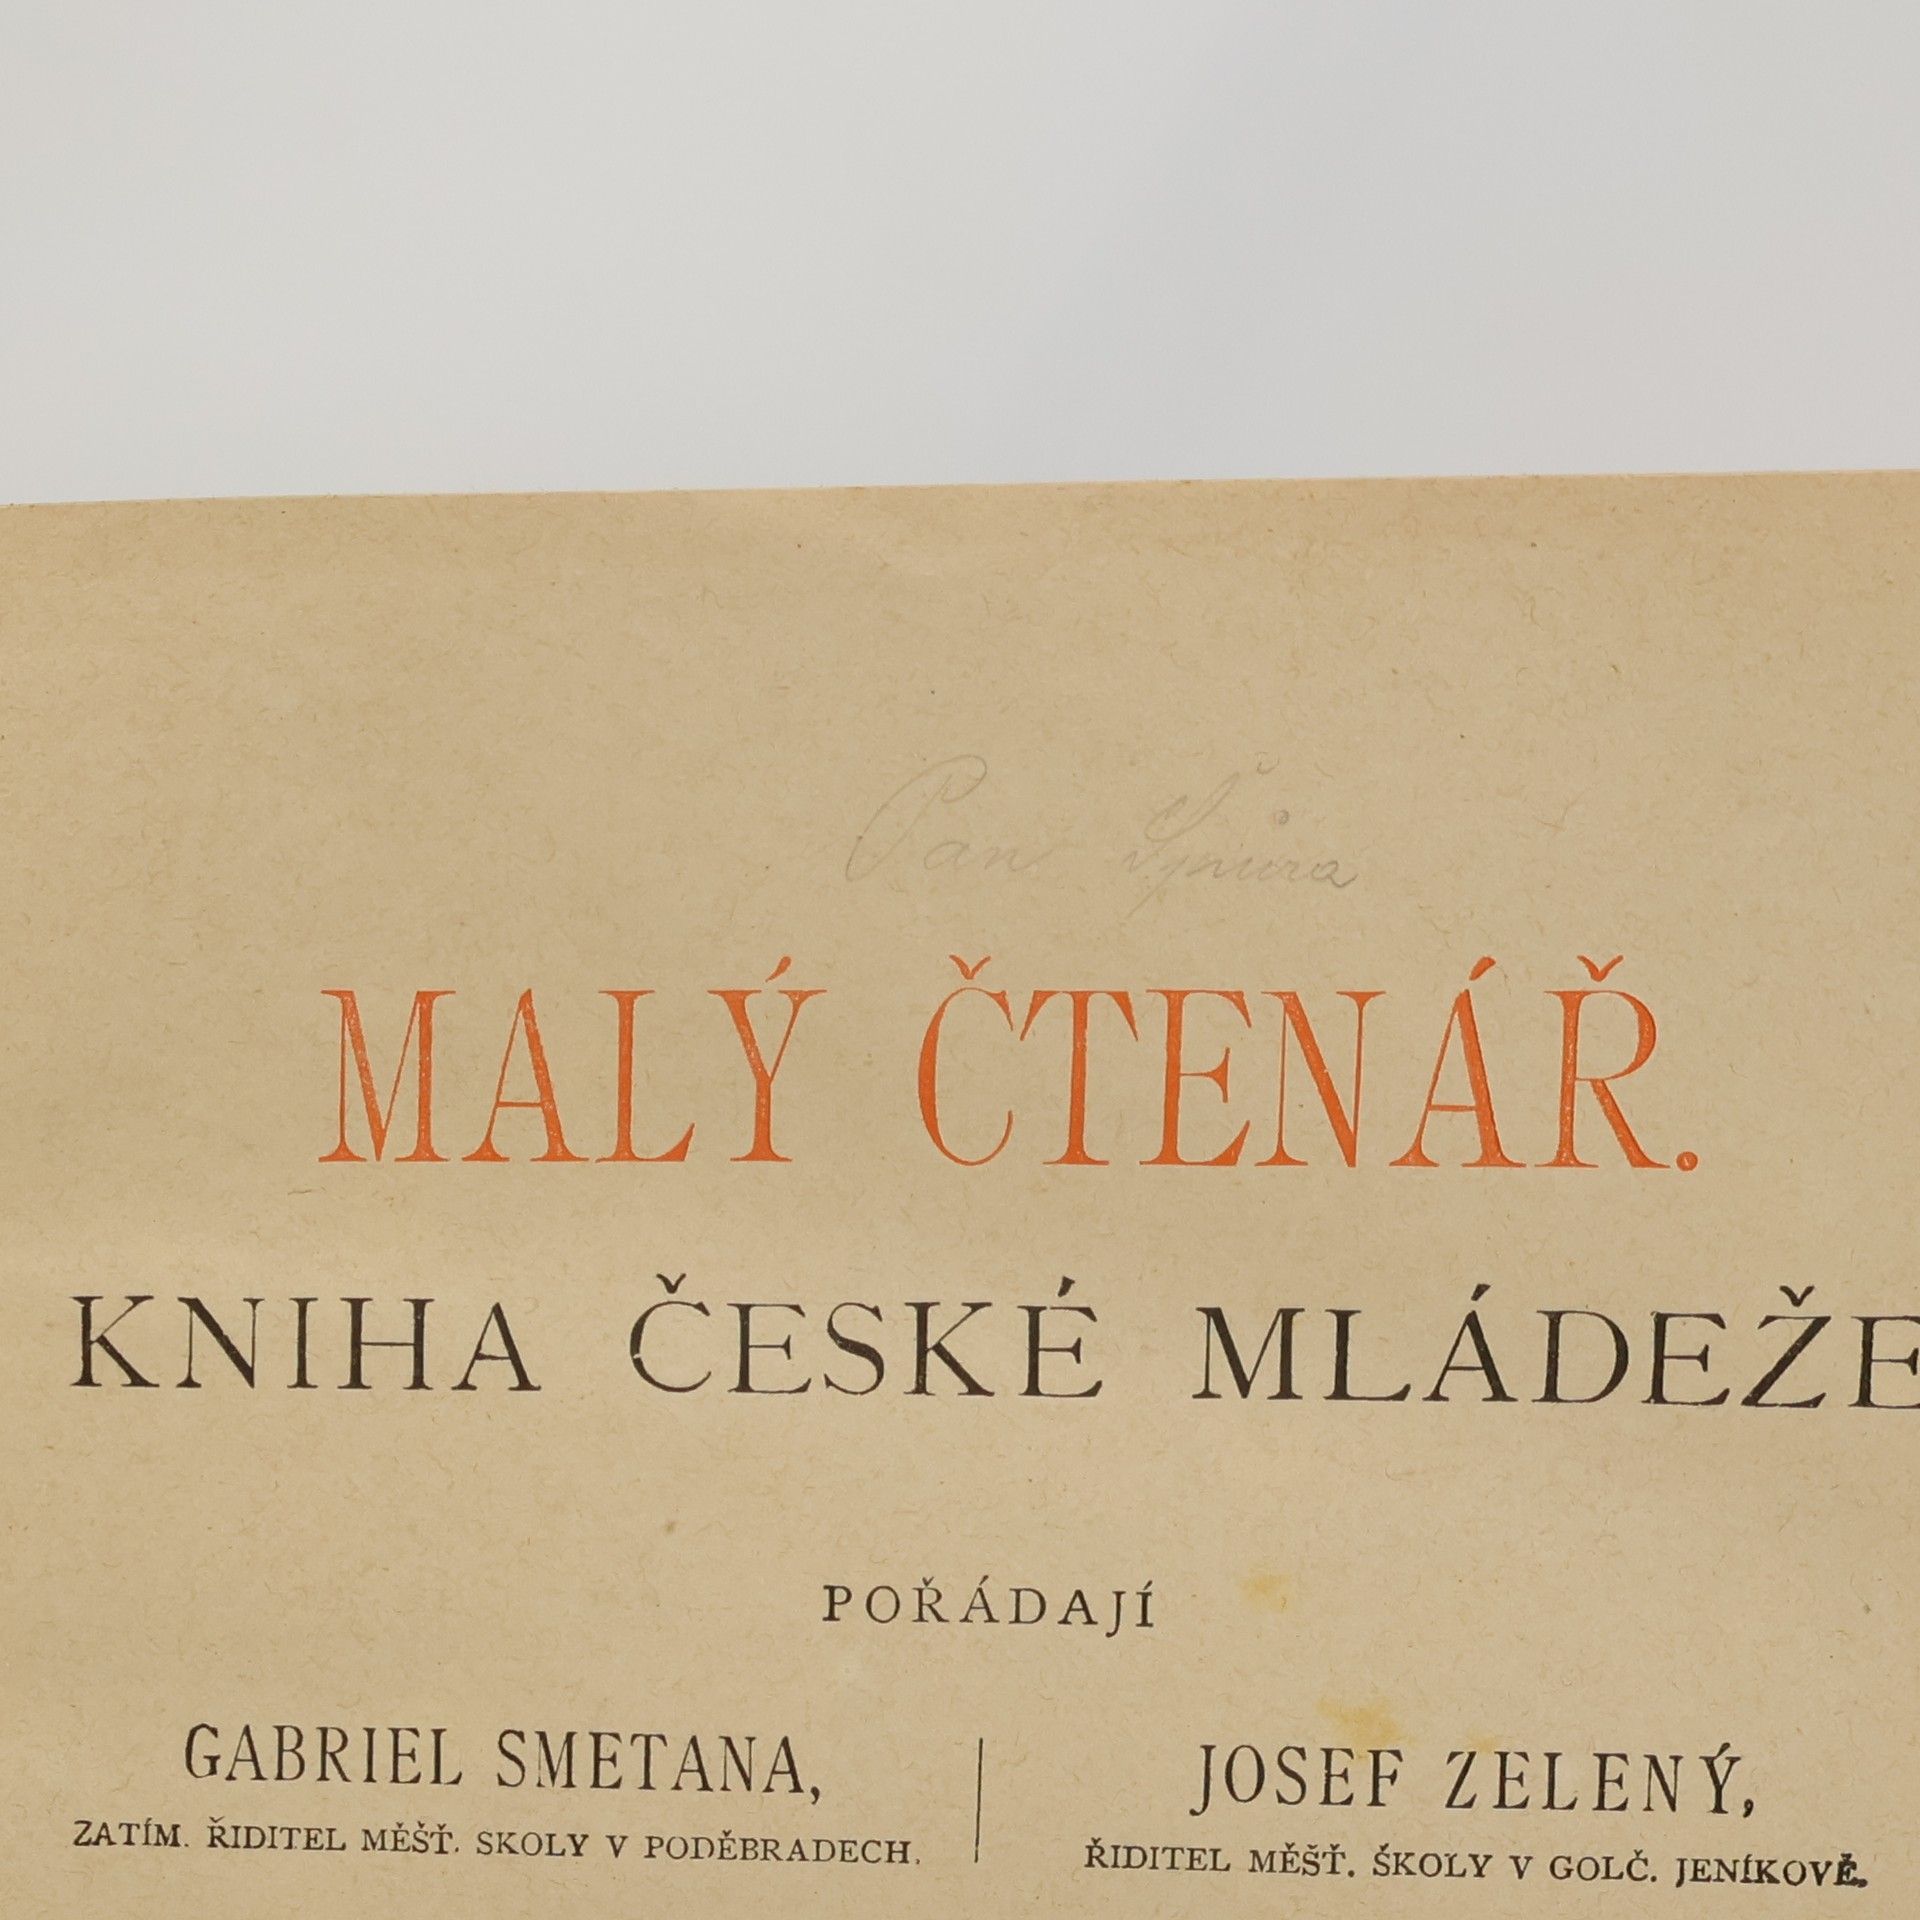 Pan
MALÝ ČTENÁŘ.
KNIHA ČESKÉ MLÁDEŽE
POŘÁDAJÍ
GABRIEL SMETANA,
ZATÍM. ŘIDITEL MĚŠŤ. SKOLY V PODĚBRADECH.
JOSEF ZELENÝ,
ŘIDITEL MĚŠŤ. ŠKOLY V GOLČ. JENÍKOVĚ.